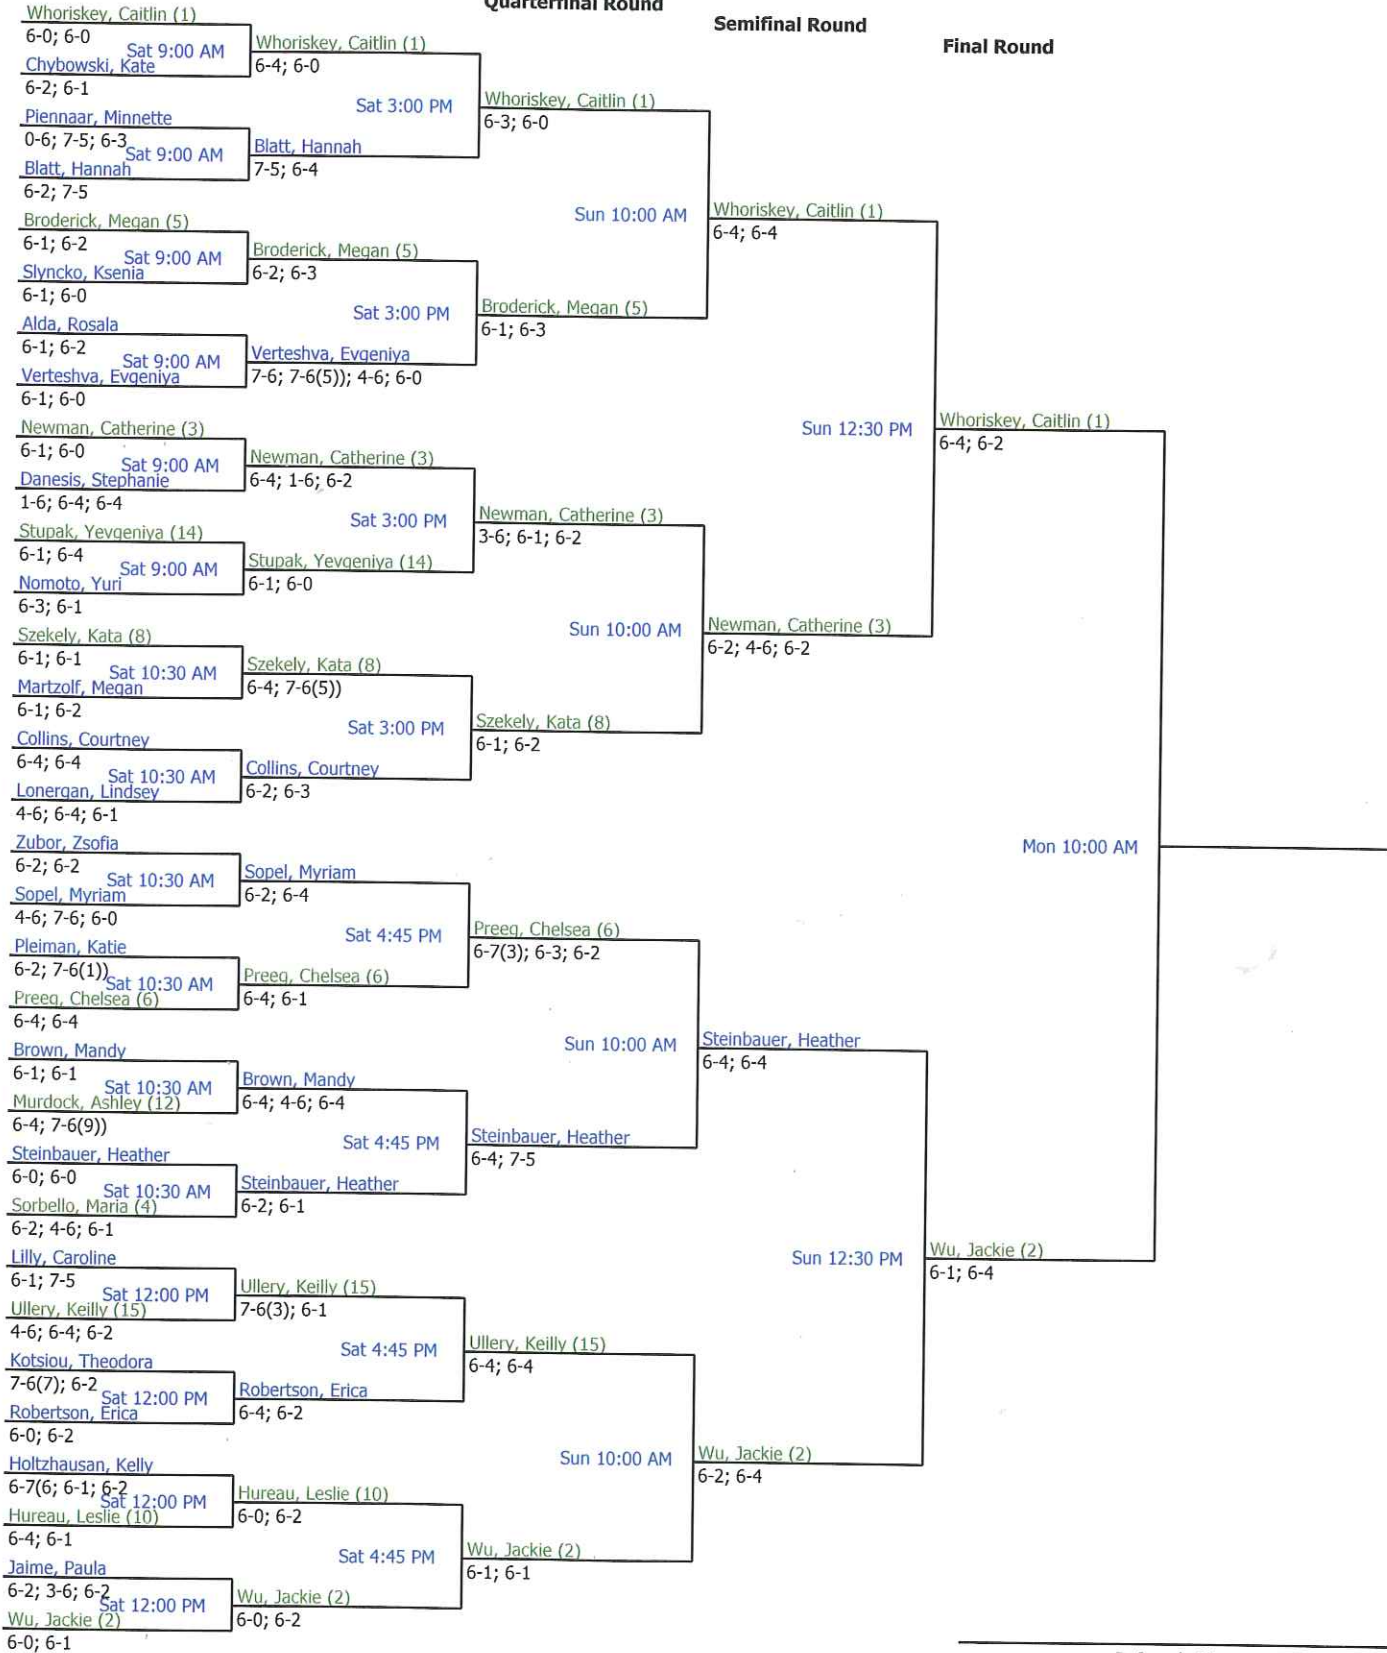 Quarterfinal Round
Semifinal Round
Final Round
Whoriskey, Caitlin (1)
6-0; 6-0
Sat 9:00 AM
Chybowski, Kate
6-2; 6-1
Piennaar, Minnette
0-6; 7-5; 6-3
Sat 9:00 AM
Blatt, Hannah
6-2; 7-5
Broderick, Megan (5)
6-1; 6-2
Sat 9:00 AM
Slyncko, Ksenia
6-1; 6-0
Alda, Rosala
6-1; 6-2
Sat 9:00 AM
Verteshva, Evgeniya
6-1; 6-0
Newman, Catherine (3)
6-1; 6-0
Sat 9:00 AM
Danesis, Stephanie
1-6; 6-4; 6-4
Stupak, Yevgeniya (14)
6-1; 6-4
Sat 9:00 AM
Nomoto, Yuri
6-3; 6-1
Szekely, Kata (8)
6-1; 6-1
Sat 10:30 AM
Martzolf, Megan
6-1; 6-2
Collins, Courtney
6-4; 6-4
Sat 10:30 AM
Lonergan, Lindsey
4-6; 6-4; 6-1
Zubor, Zsofia
6-2; 6-2
Sat 10:30 AM
Sopel, Myriam
4-6; 7-6; 6-0
Pleiman, Katie
6-2; 7-6(1))
Sat 10:30 AM
Preeg, Chelsea (6)
6-4; 6-4
Brown, Mandy
6-1; 6-1
Sat 10:30 AM
Murdock, Ashley (12)
6-4; 7-6(9))
Steinbauer, Heather
6-0; 6-0
Sat 10:30 AM
Sorbello, Maria (4)
6-2; 4-6; 6-1
Lilly, Caroline
6-1; 7-5
Sat 12:00 PM
Ullery, Keilly (15)
4-6; 6-4; 6-2
Kotsiou, Theodora
7-6(7); 6-2
Sat 12:00 PM
Robertson, Erica
6-0; 6-2
Holtzhausan, Kelly
6-7(6; 6-1; 6-2
Sat 12:00 PM
Hureau, Leslie (10)
6-4; 6-1
Jaime, Paula
6-2; 3-6; 6-2
Sat 12:00 PM
Wu, Jackie (2)
6-0; 6-1
Whoriskey, Caitlin (1)
6-4; 6-0
Sat 3:00 PM
Blatt, Hannah
7-5; 6-4
Broderick, Megan (5)
6-2; 6-3
Sat 3:00 PM
Verteshva, Evgeniya
7-6; 7-6(5)); 4-6; 6-0
Newman, Catherine (3)
6-4; 1-6; 6-2
Sat 3:00 PM
Stupak, Yevgeniya (14)
6-1; 6-0
Szekely, Kata (8)
6-4; 7-6(5))
Sat 3:00 PM
Collins, Courtney
6-2; 6-3
Sopel, Myriam
6-2; 6-4
Sat 4:45 PM
Preeg, Chelsea (6)
6-4; 6-1
Brown, Mandy
6-4; 4-6; 6-4
Sat 4:45 PM
Steinbauer, Heather
6-2; 6-1
Ullery, Keilly (15)
7-6(3); 6-1
Sat 4:45 PM
Robertson, Erica
6-4; 6-2
Hureau, Leslie (10)
6-0; 6-2
Sat 4:45 PM
Wu, Jackie (2)
6-0; 6-2
Whoriskey, Caitlin (1)
6-3; 6-0
Sun 10:00 AM
Broderick, Megan (5)
6-1; 6-3
Newman, Catherine (3)
3-6; 6-1; 6-2
Sun 10:00 AM
Szekely, Kata (8)
6-1; 6-2
Preeg, Chelsea (6)
6-7(3); 6-3; 6-2
Sun 10:00 AM
Steinbauer, Heather
6-4; 7-5
Ullery, Keilly (15)
6-4; 6-4
Sun 10:00 AM
Wu, Jackie (2)
6-1; 6-1
Whoriskey, Caitlin (1)
6-4; 6-4
Sun 12:30 PM
Newman, Catherine (3)
6-2; 4-6; 6-2
Steinbauer, Heather
6-4; 6-4
Sun 12:30 PM
Wu, Jackie (2)
6-2; 6-4
Whoriskey, Caitlin (1)
6-4; 6-2
Mon 10:00 AM
Wu, Jackie (2)
6-1; 6-4